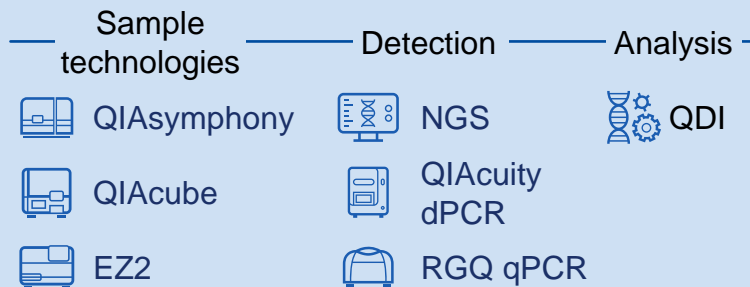 Sample
technologies
Detection
Analysis
QIAsymphony
NGS
QDI
QIAcube
QIAcuity
dPCR
EZ2
RGQ qPCR